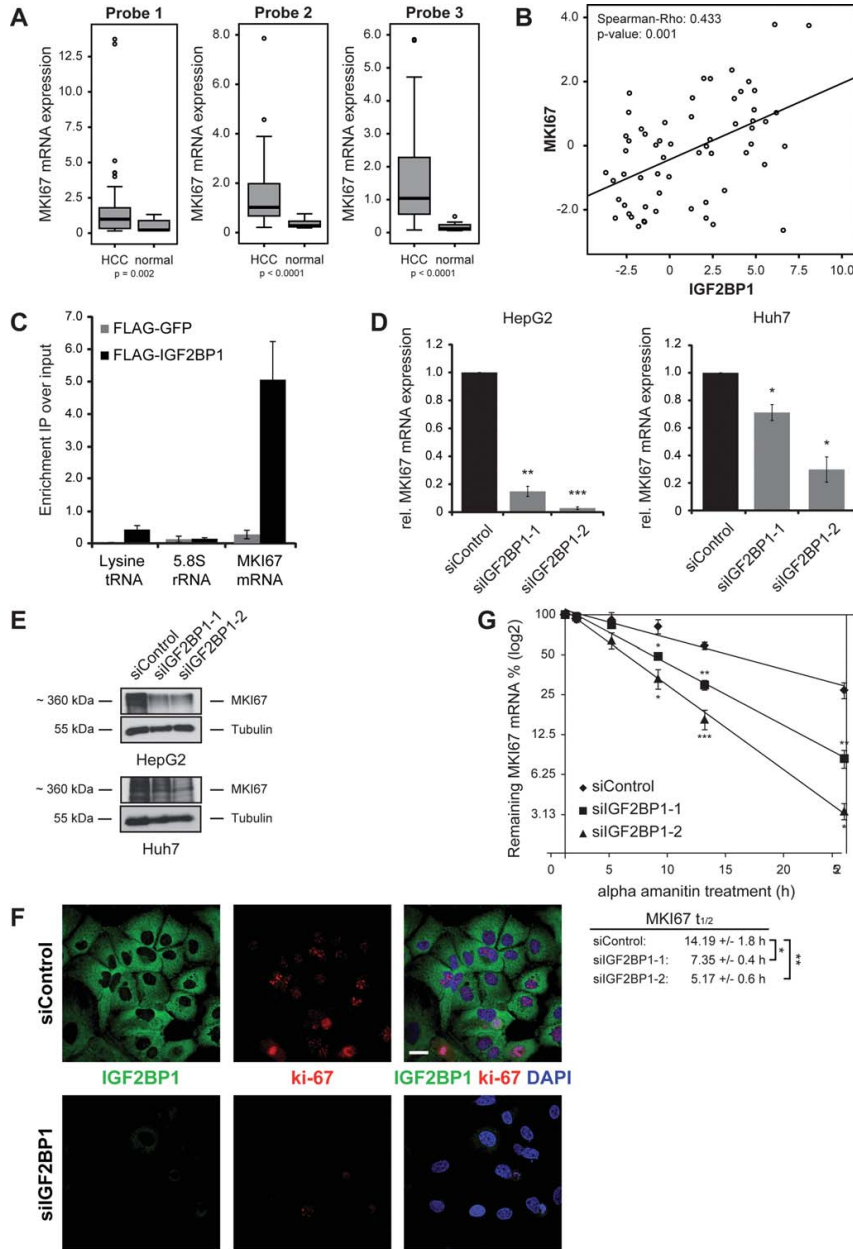 A
Probe 1
Probe 2
Probe 3
MKI67 mRNA expression
12.5
10.0
7.5
5.0
2.5
0
HCC normal
p = 0.002
MKI67 mRNA expression
8.0
6.0
4.0
2.0
0
HCC normal
p < 0.0001
MKI67 mRNA expression
6.0
5.0
4.0
3.0
2.0
1.0
0
HCC normal
p < 0.0001
B
Spearman-Rho: 0.433
p-value: 0.001
MKI67
4.0
2.0
0
-2.0
-2.5 0 2.5 5.0 7.5 10.0
IGF2BP1
C
Enrichment IP over input
7.0
6.0
5.0
4.0
3.0
2.0
1.0
0
FLAG-GFP
FLAG-IGF2BP1
Lysine tRNA
5.8S rRNA
MKI67 mRNA
D
HepG2
rel. MKI67 mRNA expression
1.2
1
0.8
0.6
0.4
0.2
0
**
***
siControl
siIGF2BP1-1
siIGF2BP1-2
Huh7
rel. MKI67 mRNA expression
1.2
1
0.8
0.6
0.4
0.2
0
*
*
siControl
siIGF2BP1-1
siIGF2BP1-2
E
siControl
siIGF2BP1-1
siIGF2BP1-2
~ 360 kDa
MKI67
55 kDa
Tubulin
HepG2
~ 360 kDa
MKI67
55 kDa
Tubulin
Huh7
G
Remaining MKI67 mRNA % (log2)
100
50
25
12.5
6.25
3.13
*
*
**
***
**
*
siControl
siIGF2BP1-1
siIGF2BP1-2
0 5 10 15 20 25
alpha amanitin treatment (h)
MKI67 t1/2
siControl: 14.19 +/- 1.8 h
siIGF2BP1-1: 7.35 +/- 0.4 h
siIGF2BP1-2: 5.17 +/- 0.6 h
*
**
F
siControl
IGF2BP1
ki-67
IGF2BP1 ki-67 DAPI
siIGF2BP1